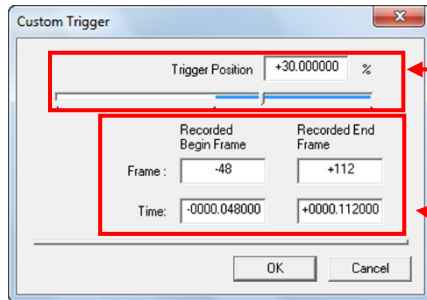 Custom Trigger
Trigger Position +30.000000 %
Recorded Begin Frame Recorded End Frame
Frame : -48 +112
Time: -0000.048000 +0000.112000
OK Cancel